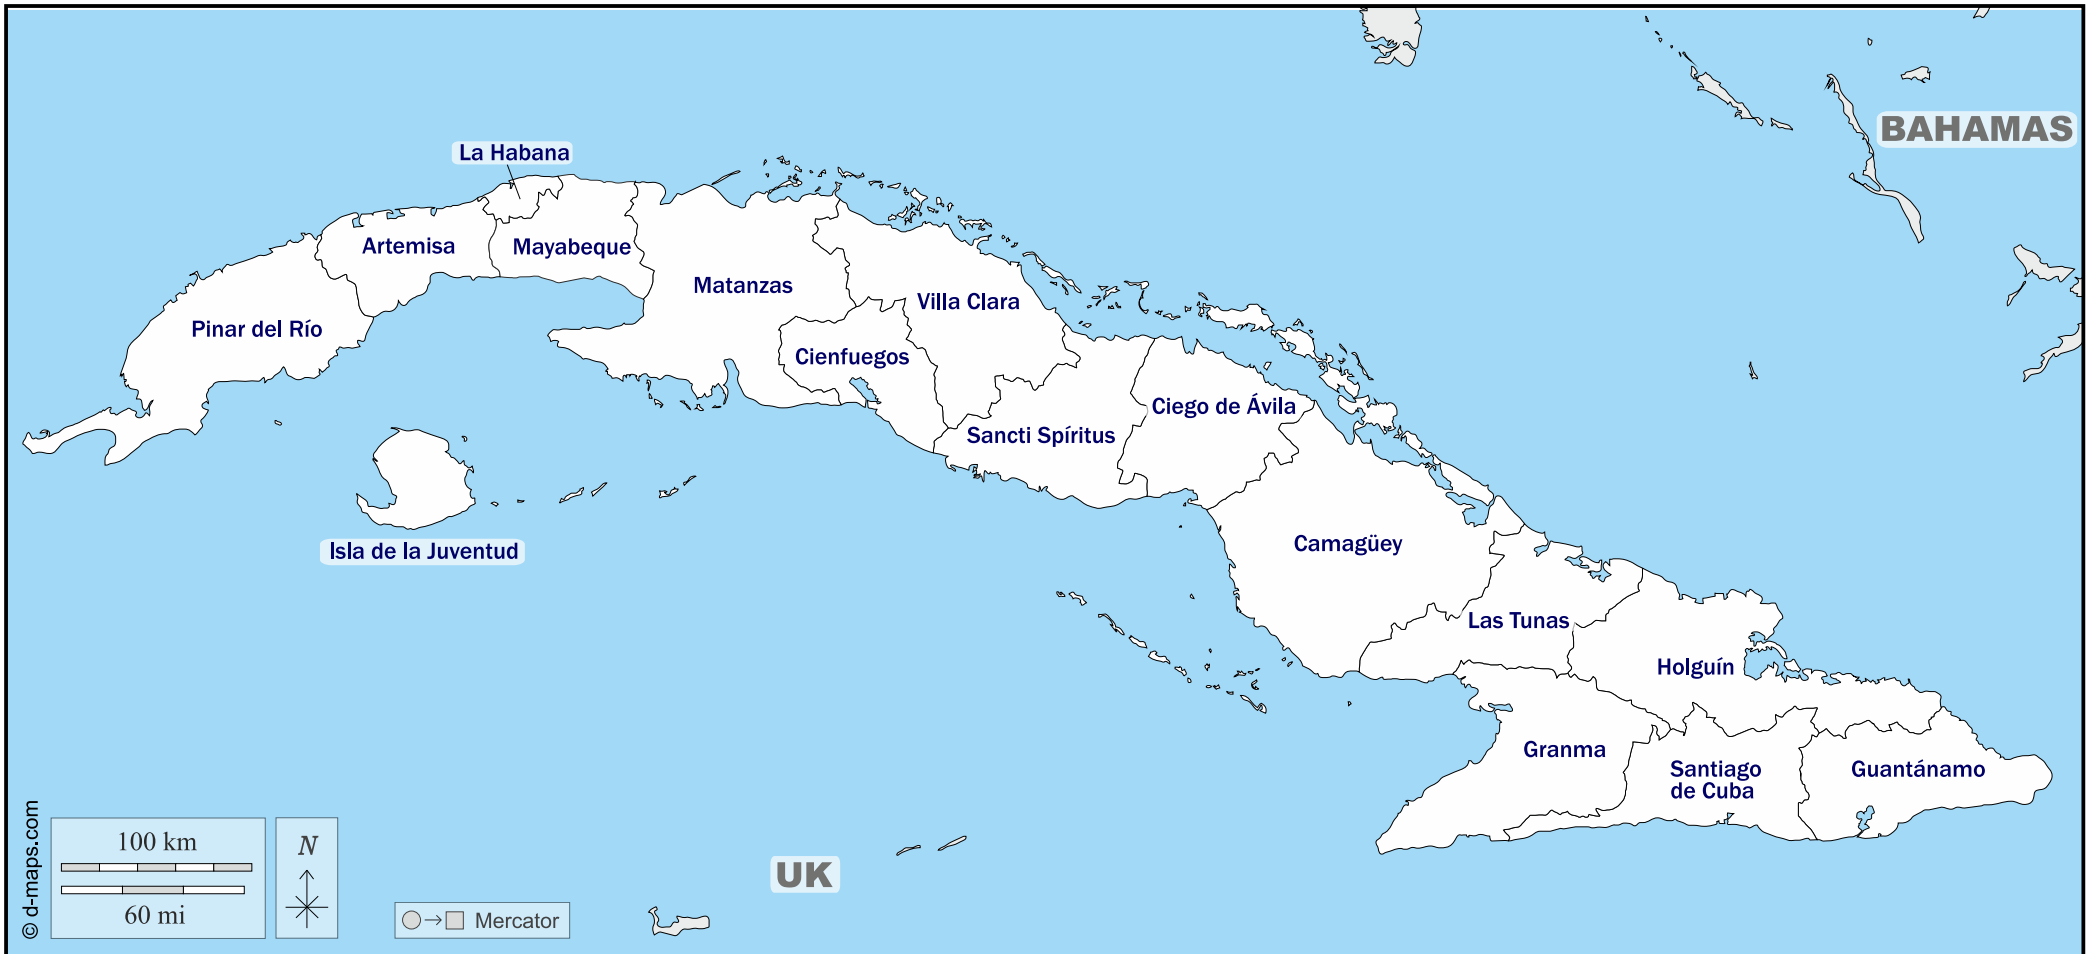 BAHAMAS
La Habana
Artemisa
Mayabeque
Matanzas
Villa Clara
Pinar del Río
Cienfuegos
Ciego de Ávila
Sancti Spíritus
Camagüey
Isla de la Juventud
Las Tunas
Holguín
Granma
Santiago
de Cuba
Guantánamo
UK
100 km
60 mi
N
Mercator
© d-maps.com